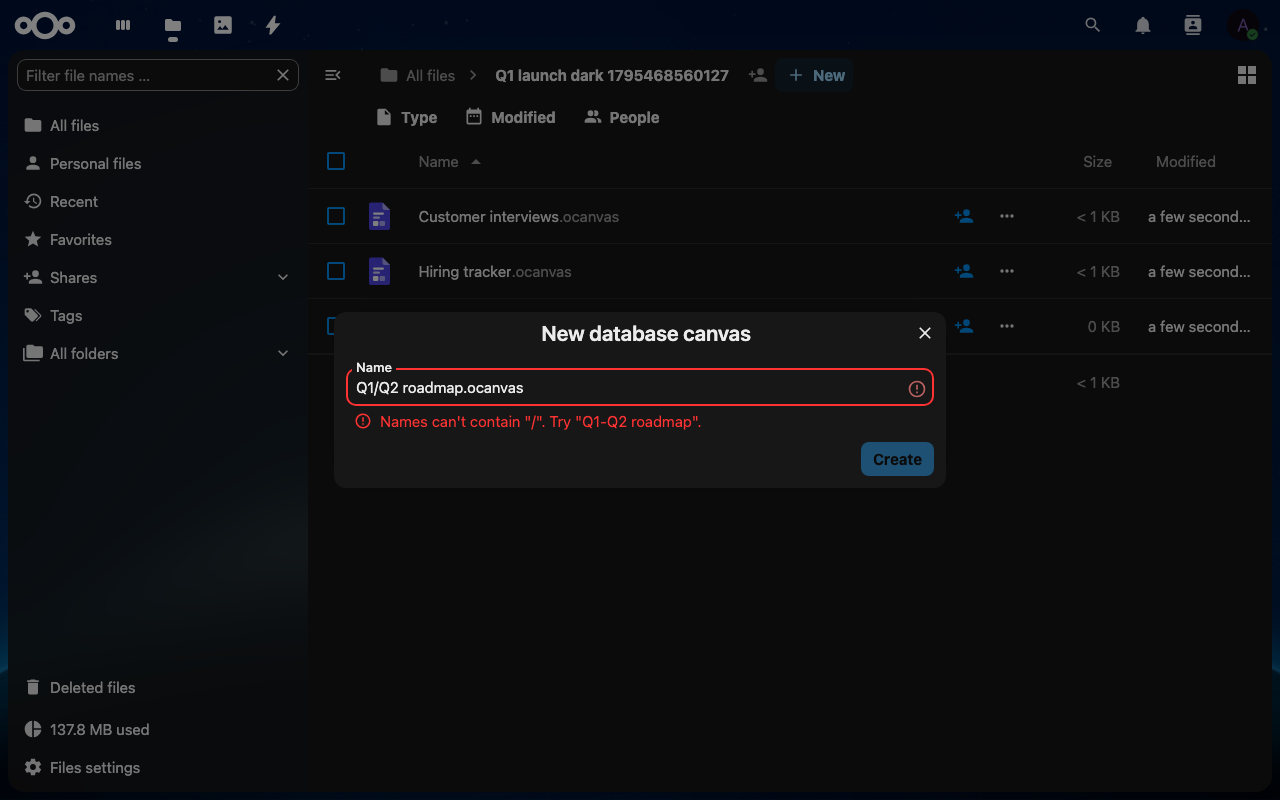 A
Filter file names ...
All files
Q1 launch dark 1795468560127
New
Type
Modified
People
All files
Personal files
Recent
Favorites
Shares
Tags
All folders
Name
Size
Modified
Customer interviews.ocanvas
< 1 KB
a few second...
Hiring tracker.ocanvas
< 1 KB
a few second...
0 KB
a few second...
< 1 KB
New database canvas
Name
Q1/Q2 roadmap.ocanvas
Names can't contain "/". Try "Q1-Q2 roadmap".
Create
Deleted files
137.8 MB used
Files settings